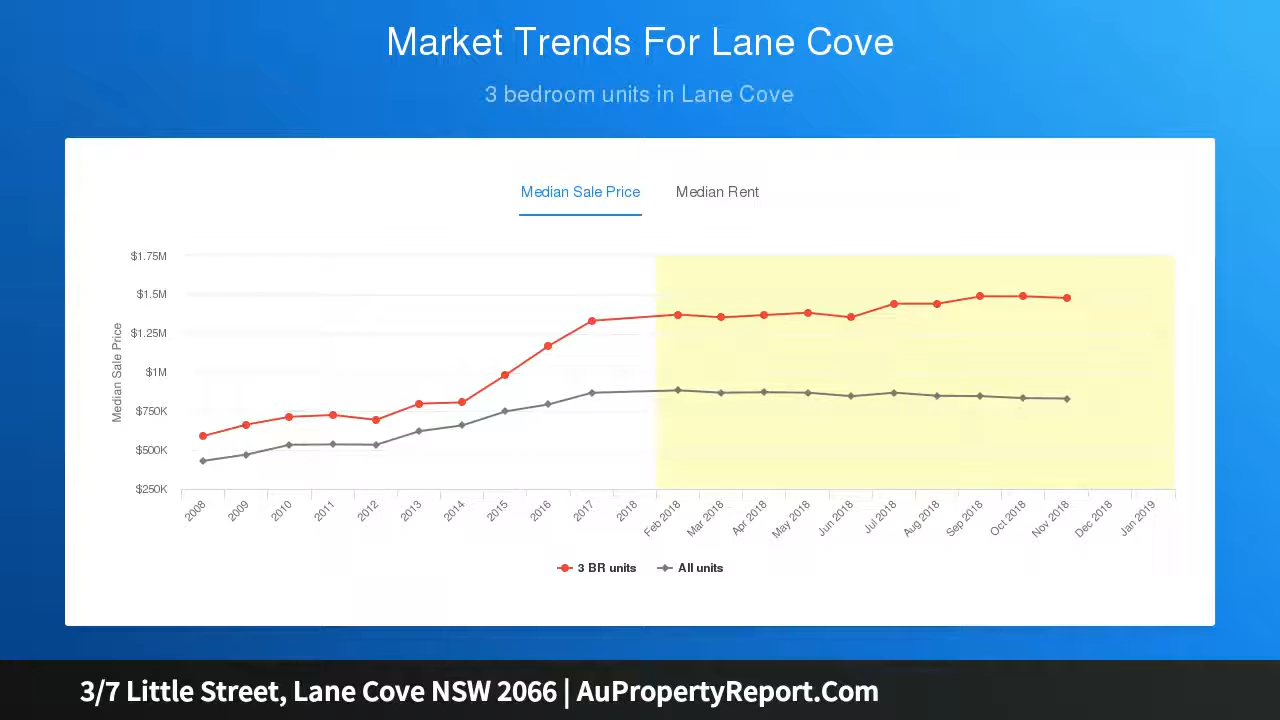 Market Trends For Lane Cove
3 bedroom units in Lane Cove
Median Sale Price Median Rent
$1.75M
$1.5M
$1.25M
$1M
$750K
$500K
$250K
Median Sale Price
2008 2009 2010 2011 2012 2013 2014 2015 2016 2017 2018 Feb 2018 Mar 2018 Apr 2018 May 2018 Jun 2018 Jul 2018 Aug 2018 Sep 2018 Oct 2018 Nov 2018 Dec 2018 Jan 2019
3 BR units All units
3/7 Little Street, Lane Cove NSW 2066 | AuPropertyReport.Com